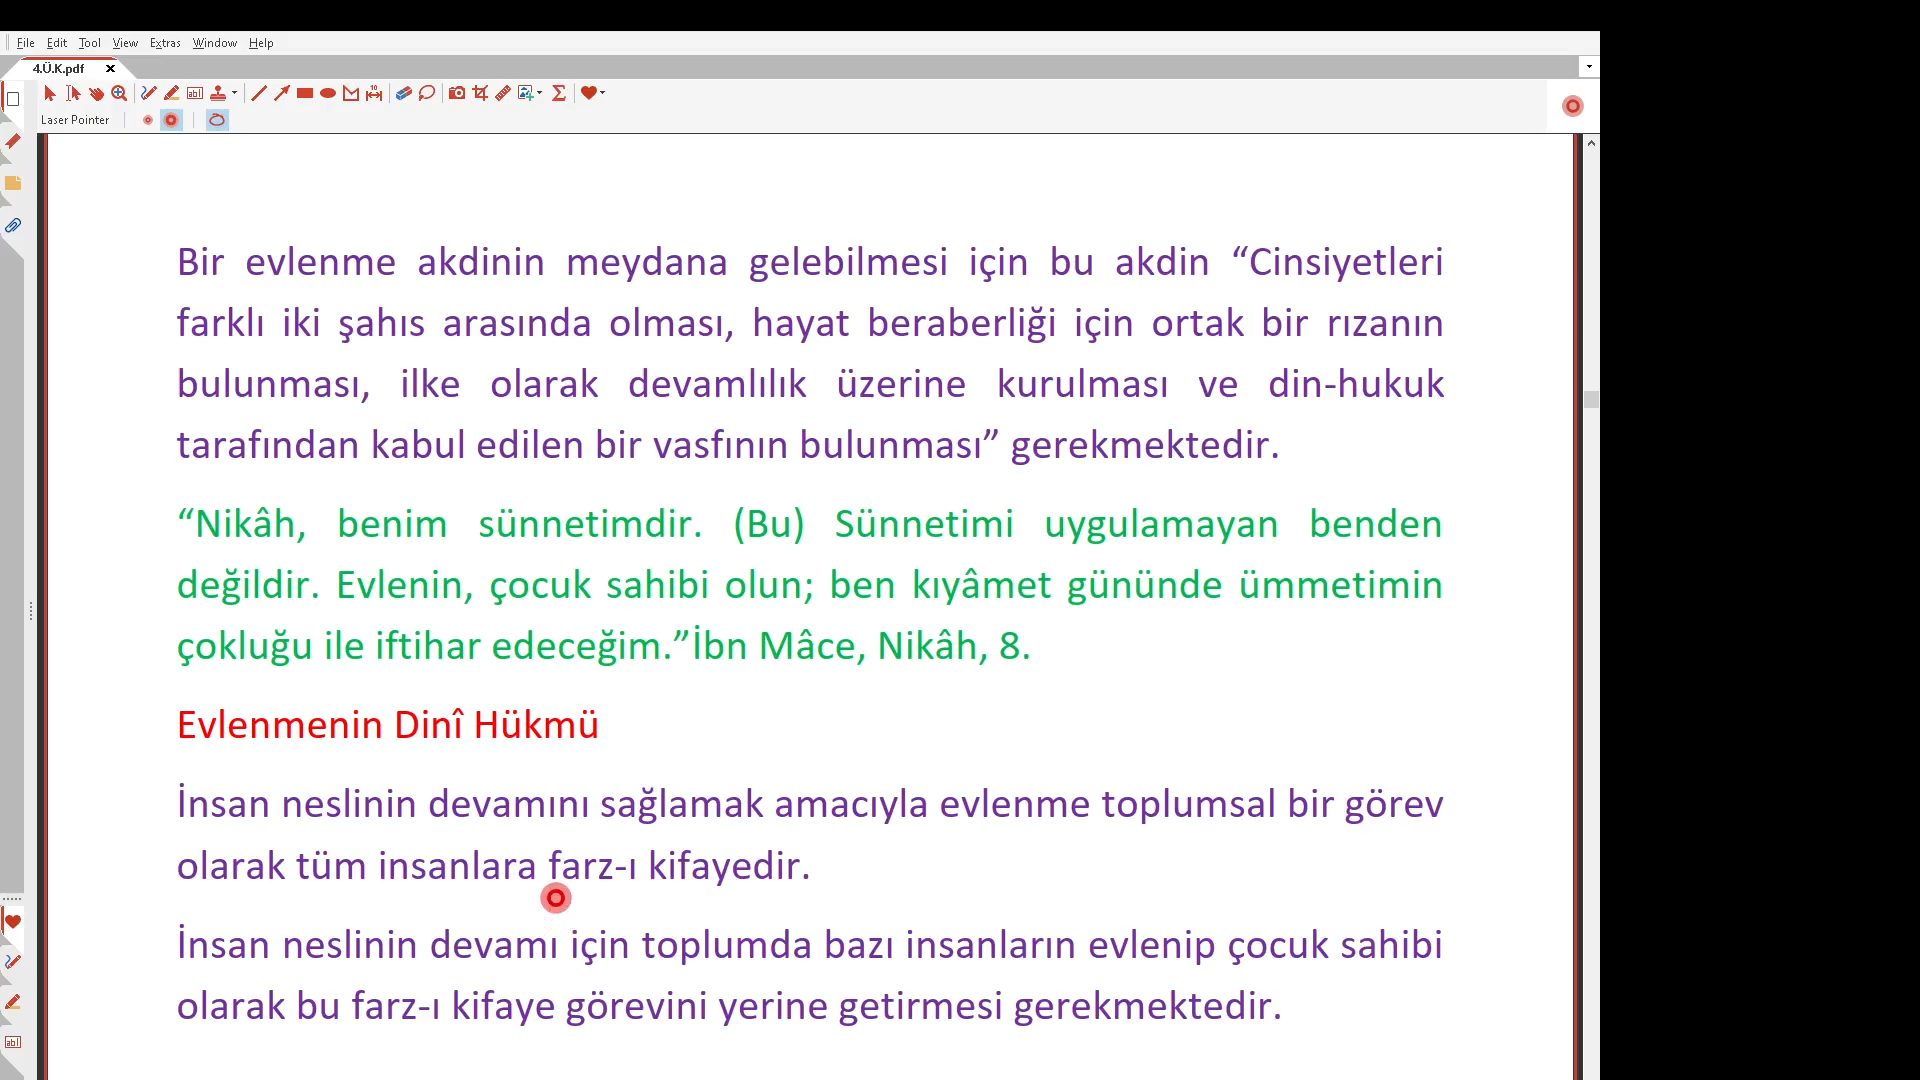 File Edit Tool View Extras Window Help
4.Ü.K.pdf
Laser Pointer
Bir evlenme akdinin meydana gelebilmesi için bu akdin “Cinsiyetleri
farklı iki şahıs arasında olması, hayat beraberliği için ortak bir rızanın
bulunması, ilke olarak devamlılık üzerine kurulması ve din-hukuk
tarafından kabul edilen bir vasfının bulunması” gerekmektedir.
“Nikâh, benim sünnetimdir. (Bu) Sünnetimi uygulamayan benden
değildir. Evlenin, çocuk sahibi olun; ben kıyâmet gününde ümmetimin
çokluğu ile iftihar edeceğim.”İbn Mâce, Nikâh, 8.
Evlenmenin Dinî Hükmü
İnsan neslinin devamını sağlamak amacıyla evlenme toplumsal bir görev
olarak tüm insanlara farz-ı kifayedir.
İnsan neslinin devamı için toplumda bazı insanların evlenip çocuk sahibi
olarak bu farz-ı kifaye görevini yerine getirmesi gerekmektedir.